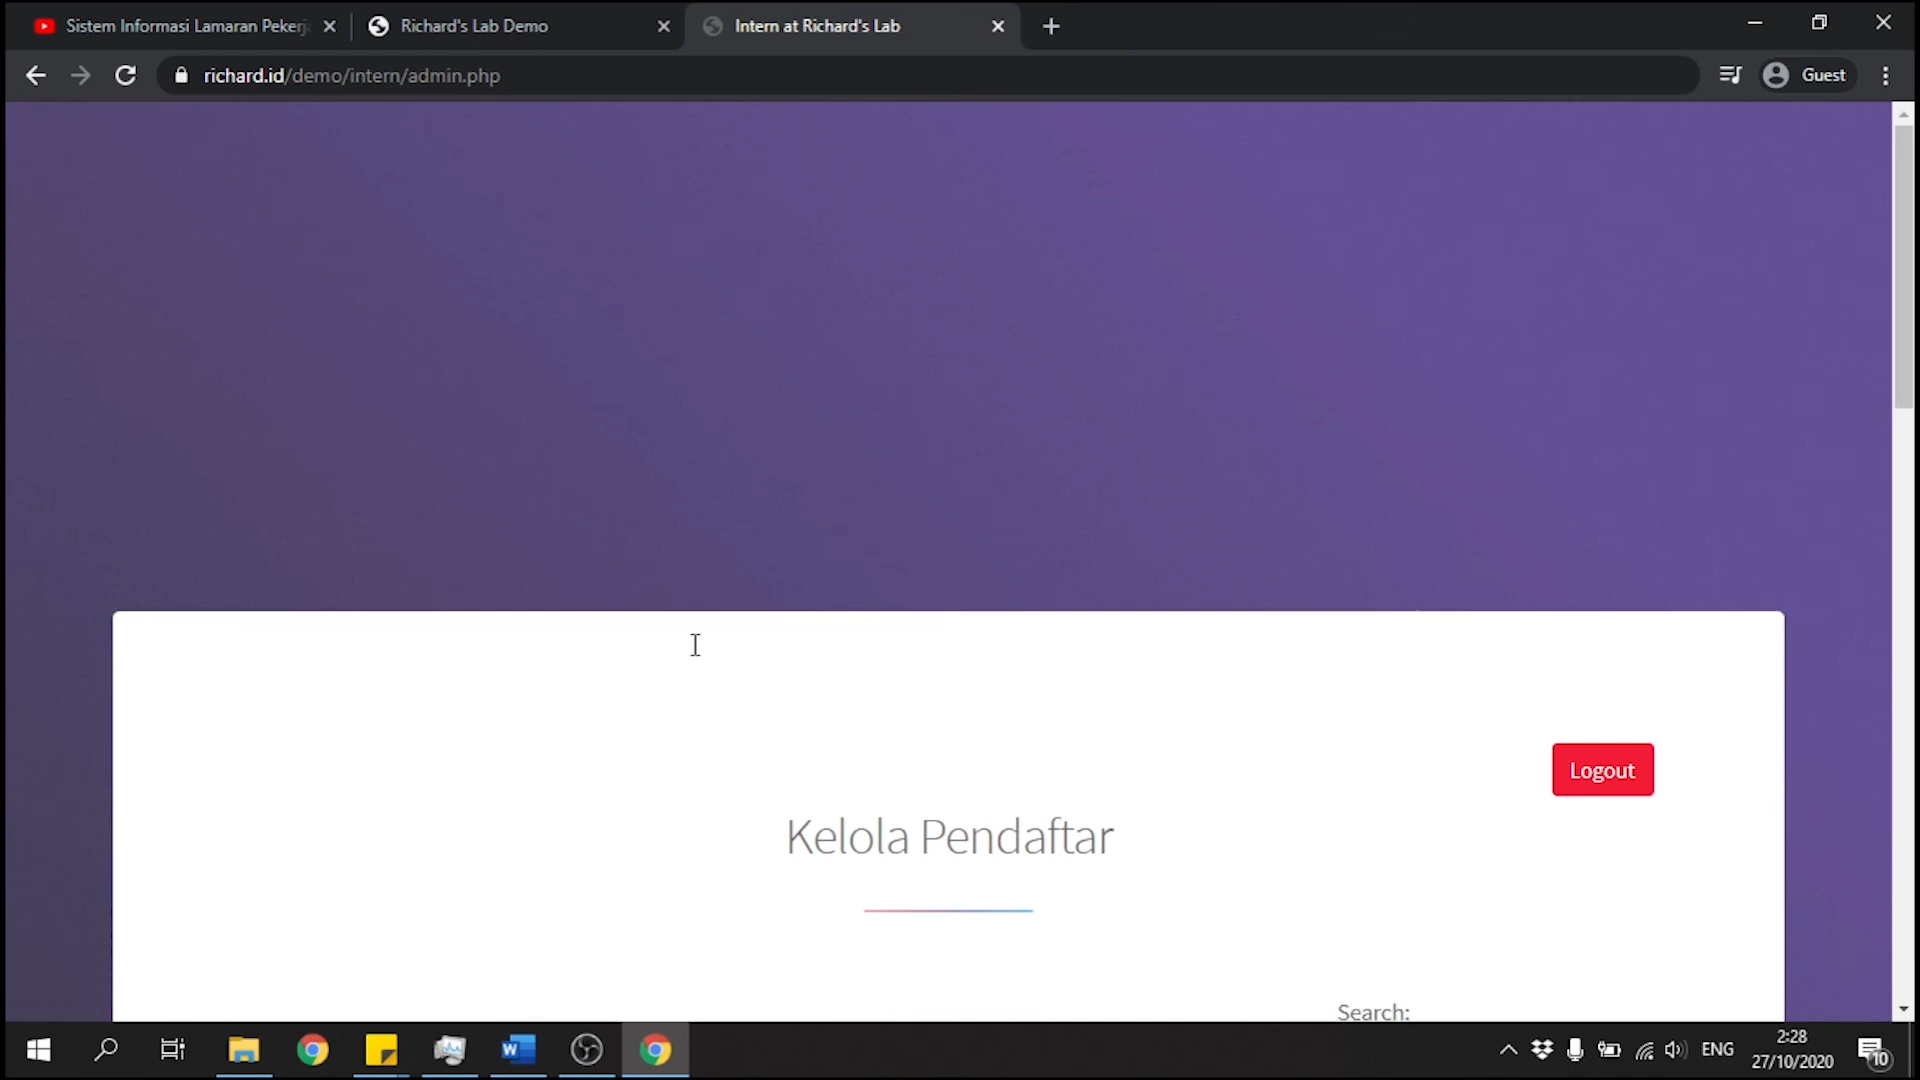 Sistem Informasi Lamaran Pekerj
Richard's Lab Demo
Intern at Richard's Lab
richard.id/demo/intern/admin.php
Guest
Logout
Kelola Pendaftar
Search:
ENG
2:28
27/10/2020
10